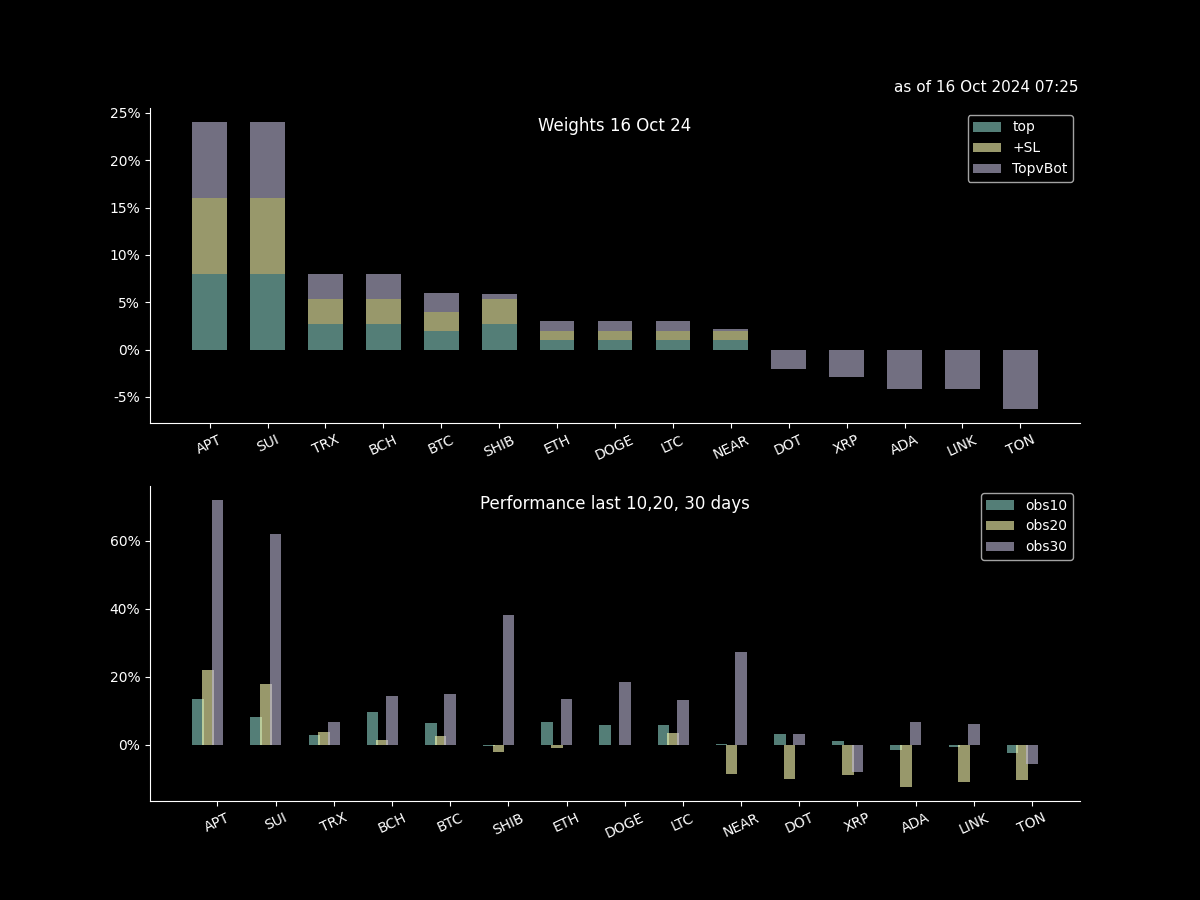 as of 16 Oct 2024 07:25
Weights 16 Oct 24
top
+SL
TopvBot
25%
20%
15%
10%
5%
0%
-5%
APT SUI TRX BCH BTC SHIB ETH DOGE LTC NEAR DOT XRP ADA LINK TON
Performance last 10,20, 30 days
obs10
obs20
obs30
60%
40%
20%
0%
APT SUI TRX BCH BTC SHIB ETH DOGE LTC NEAR DOT XRP ADA LINK TON